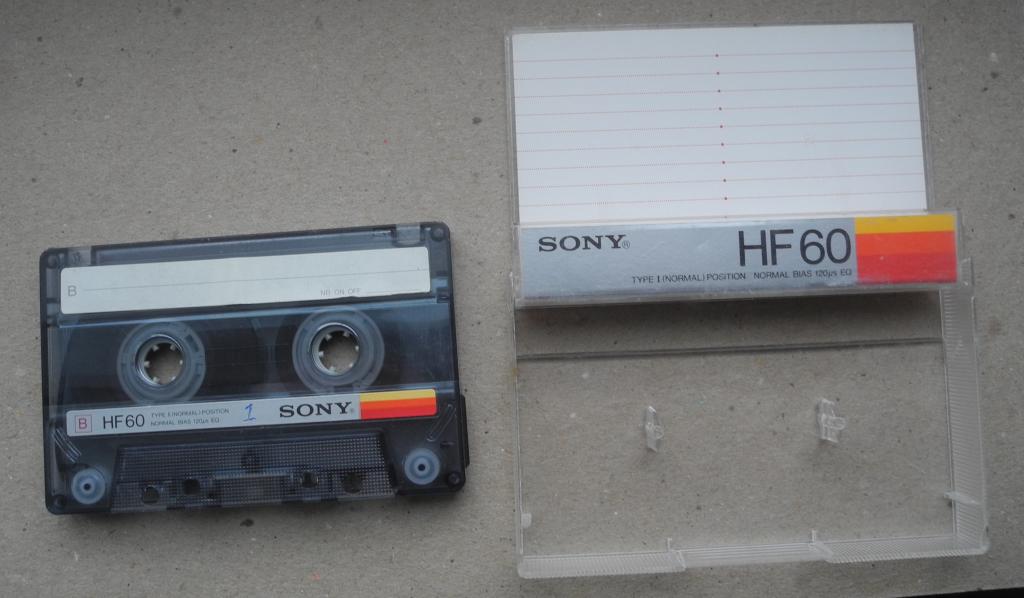 B
NR ON OFF
B HF60 TYPE I (NORMAL) POSITION
NORMAL BIAS 120µs EQ
1
SONY®
SONY®
HF60
TYPE I (NORMAL) POSITION NORMAL BIAS 120µs EQ